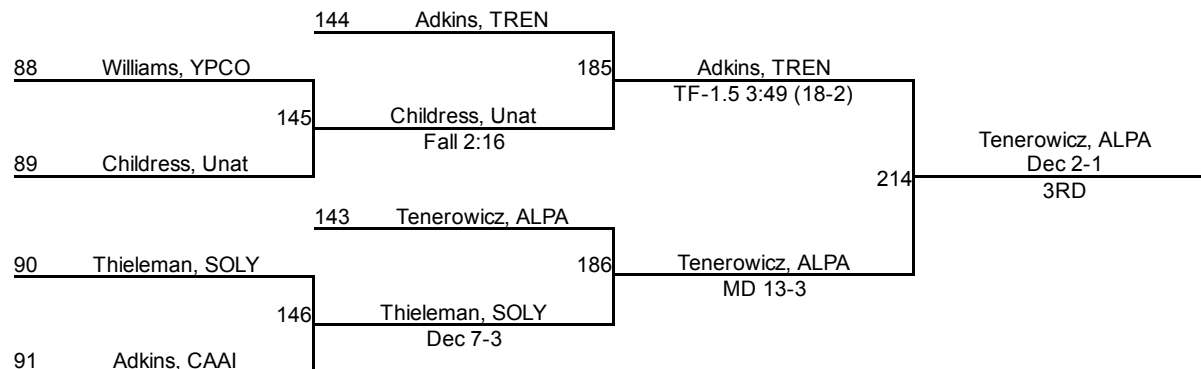 144 Adkins, TREN
88 Williams, YPCO
185 Adkins, TREN
TF-1.5 3:49 (18-2)
145 Childress, Unat
Fall 2:16
89 Childress, Unat
Tenerowicz, ALPA
214 Dec 2-1
3RD
143 Tenerowicz, ALPA
90 Thieleman, SOLY
186 Tenerowicz, ALPA
MD 13-3
146 Thieleman, SOLY
Dec 7-3
91 Adkins, CAAI